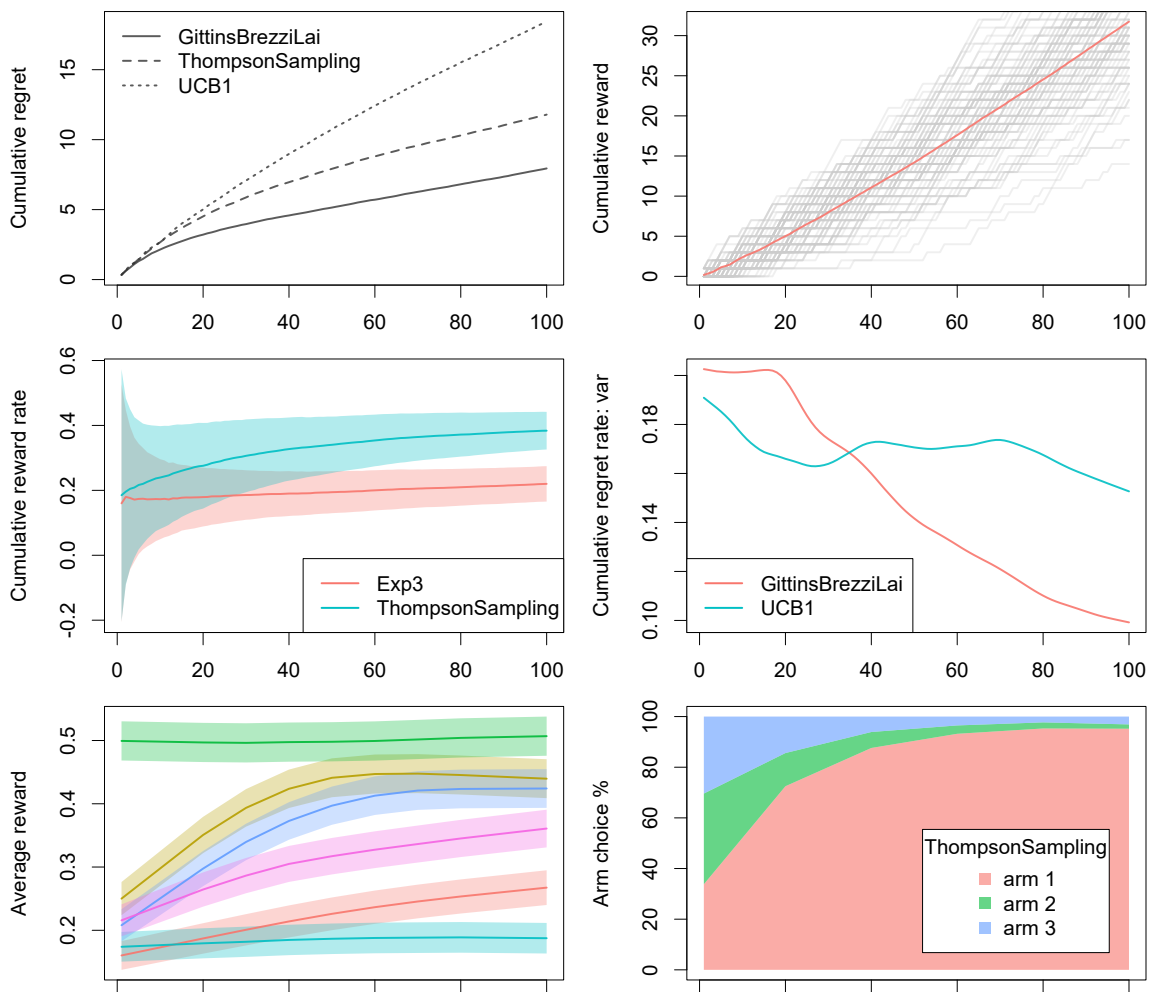 Cumulative regret
15
10
5
0
GittinsBrezziLai
ThompsonSampling
UCB1
0 20 40 60 80 100
Cumulative reward
30
25
20
15
10
5
0
0 20 40 60 80 100
Cumulative reward rate
0.6
0.4
0.2
0.0
-0.2
Exp3
ThompsonSampling
0 20 40 60 80 100
Cumulative regret rate: var
0.18
0.14
0.10
GittinsBrezziLai
UCB1
0 20 40 60 80 100
Average reward
0.5
0.4
0.3
0.2
Arm choice %
100
80
60
40
20
0
ThompsonSampling
arm 1
arm 2
arm 3